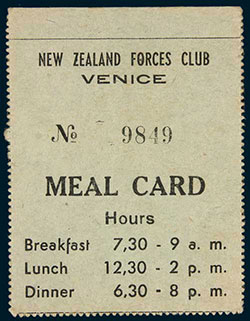 NEW ZEALAND FORCES CLUB
VENICE
№ 9849
MEAL CARD
Hours
Breakfast 7,30 - 9 a. m.
Lunch 12,30 - 2 p. m.
Dinner 6,30 - 8 p. m.